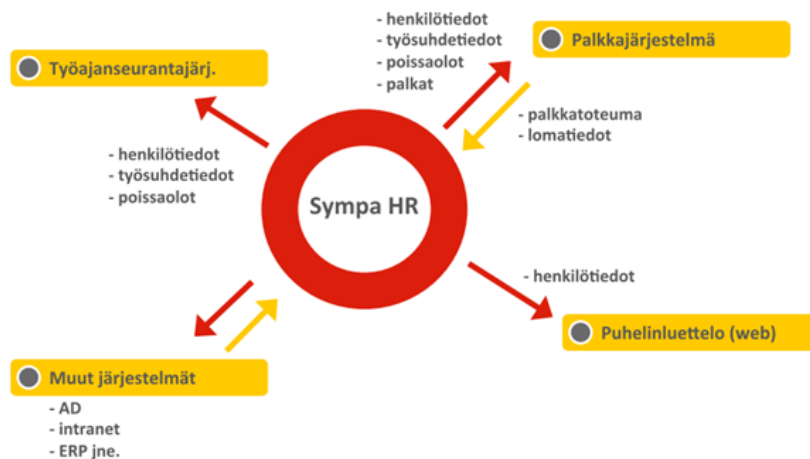 - henkilötiedot
- työsuhdetiedot
- poissaolot
- palkat
Palkkajärjestelmä
Työajanseurantajärj.
- palkkatoteuma
- lomatiedot
- henkilötiedot
- työsuhdetiedot
- poissaolot
Sympa HR
- henkilötiedot
Puhelinluettelo (web)
Muut järjestelmät
- AD
- intranet
- ERP jne.